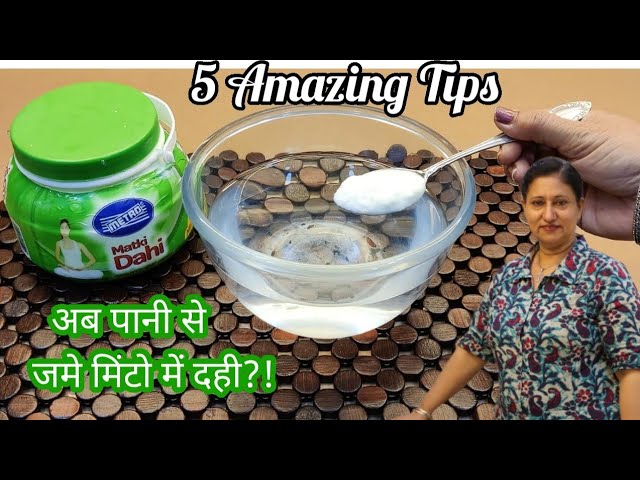 5 Amazing Tips
METRO
Matki
Dahi
अब पानी से
जमे मिंटो में दही?!